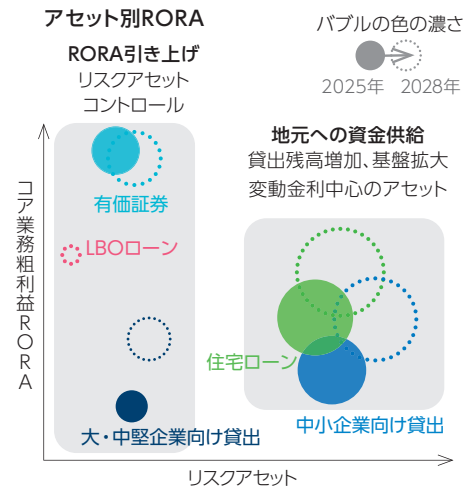 アセット別RORA
バブルの色の濃さ
2025年
2028年
RORA引き上げ
リスクアセット
コントロール
地元への資金供給
貸出残高増加、基盤拡大
変動金利中心のアセット
コア業務粗利益RORA
有価証券
LBOローン
住宅ローン
大・中堅企業向け貸出
中小企業向け貸出
リスクアセット